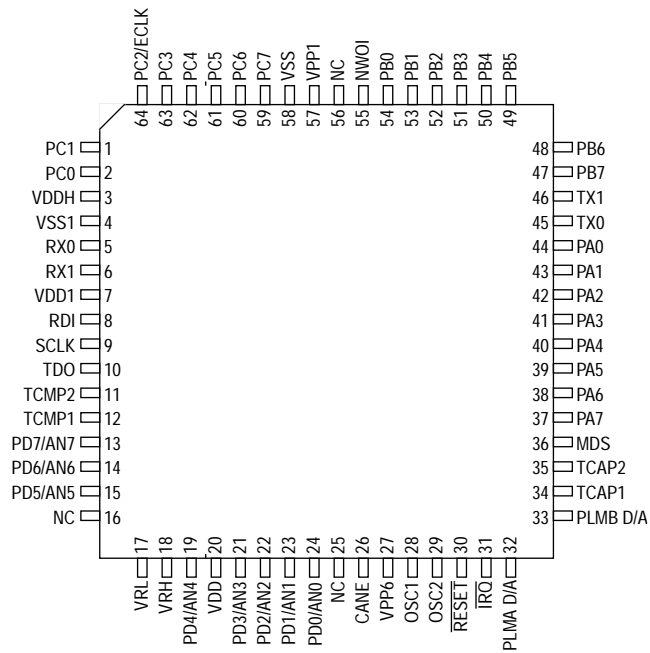 PC2/ECLK
PC3
PC4
PC5
PC6
PC7
VSS
VPP1
NC
NWOI
PB0
PB1
PB2
PB3
PB4
PB5
64
63
62
61
60
59
58
57
56
55
54
53
52
51
50
49
PC1 1
PC0 2
VDDH 3
VSS1 4
RX0 5
RX1 6
VDD1 7
RDI 8
SCLK 9
TDO 10
TCMP2 11
TCMP1 12
PD7/AN7 13
PD6/AN6 14
PD5/AN5 15
NC 16
48 PB6
47 PB7
46 TX1
45 TX0
44 PA0
43 PA1
42 PA2
41 PA3
40 PA4
39 PA5
38 PA6
37 PA7
36 MDS
35 TCAP2
34 TCAP1
33 PLMB D/A
17
18
19
20
21
22
23
24
25
26
27
28
29
30
31
32
VRL
VRH
PD4/AN4
VDD
PD3/AN3
PD2/AN2
PD1/AN1
PD0/AN0
NC
CANE
VPP6
OSC1
OSC2
RESET
IRQ
PLMA D/A